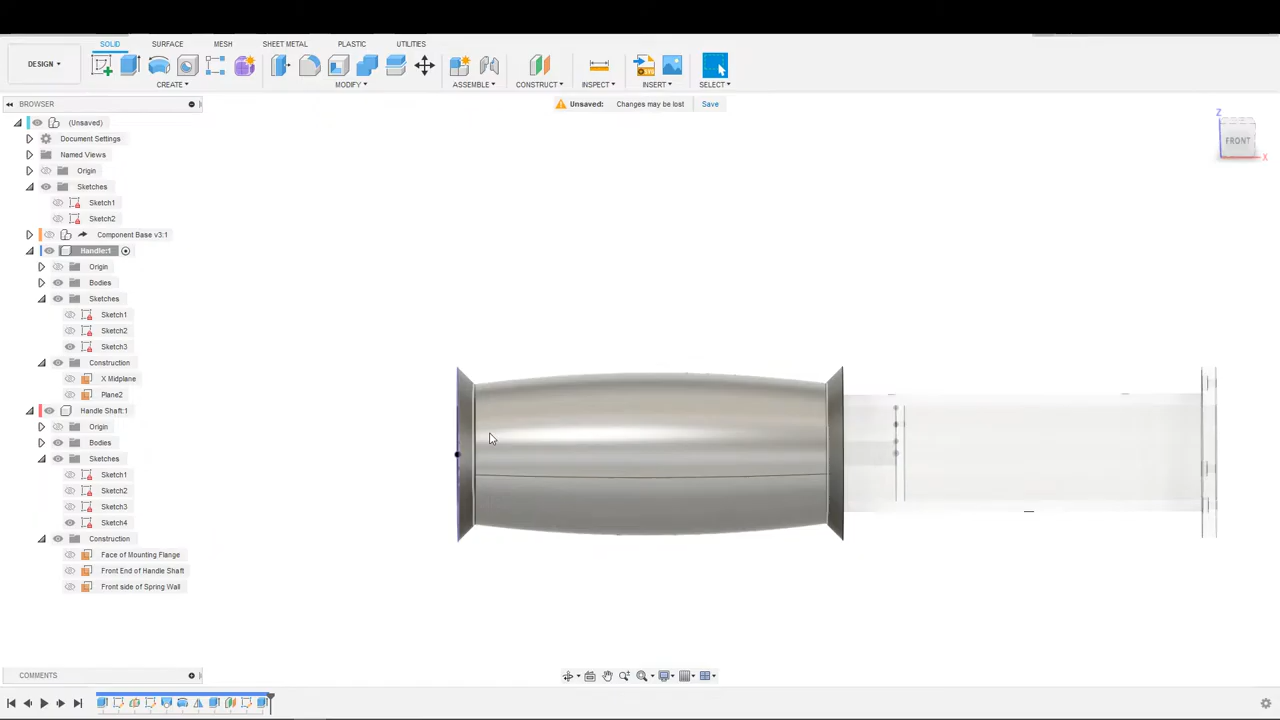 SOLID SURFACE MESH SHEET METAL PLASTIC UTILITIES
DESIGN
CREATE MODIFY ASSEMBLE CONSTRUCT INSPECT INSERT SELECT
BROWSER
Unsaved: Changes may be lost Save
Z
FRONT
X
(Unsaved)
Document Settings
Named Views
Origin
Sketches
Sketch1
Sketch2
Component Base v3:1
Handle:1
Origin
Bodies
Sketches
Sketch1
Sketch2
Sketch3
Construction
X Midplane
Plane2
Handle Shaft:1
Origin
Bodies
Sketches
Sketch1
Sketch2
Sketch3
Sketch4
Construction
Face of Mounting Flange
Front End of Handle Shaft
Front side of Spring Wall
COMMENTS